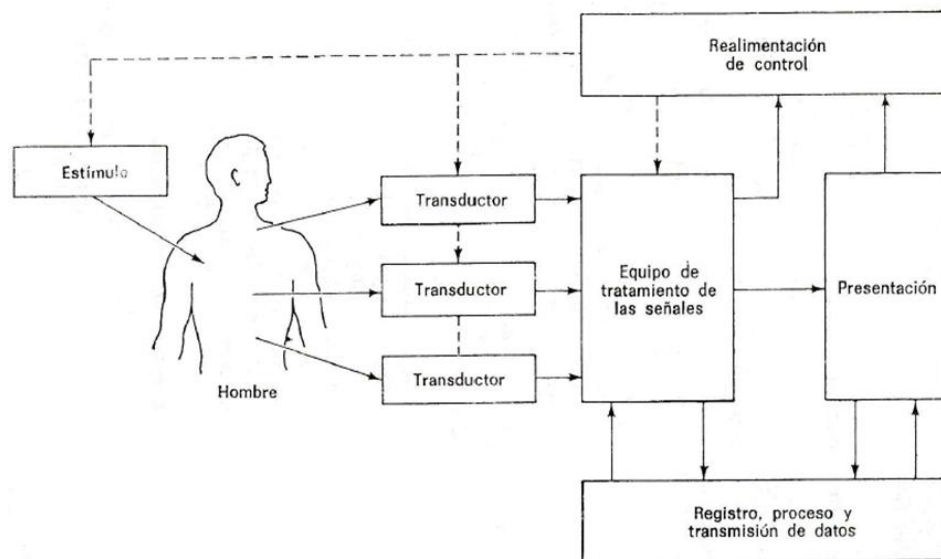 Realimentación
de control
Estímulo
Transductor
Transductor
Equipo de
tratamiento de
las señales
Presentación
Transductor
Hombre
Registro, proceso y
transmisión de datos